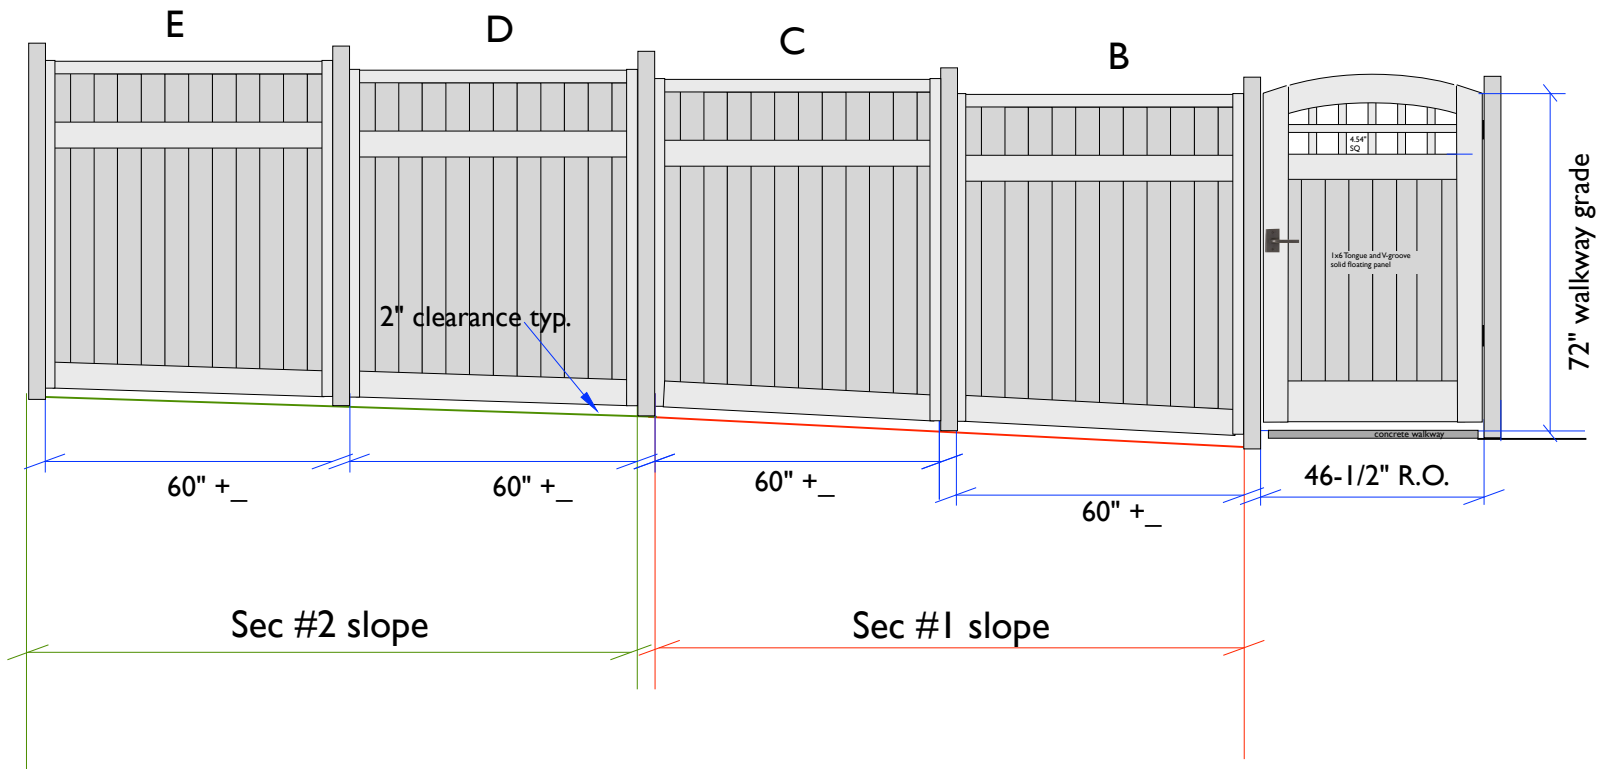 E
D
C
B
4.54"
SQ
72" walkway grade
1x6 Tongue and V-groove
solid floating panel
2" clearance typ.
concrete walkway
60" +_
60" +_
60" +_
60" +_
46-1/2" R.O.
Sec #2 slope
Sec #1 slope